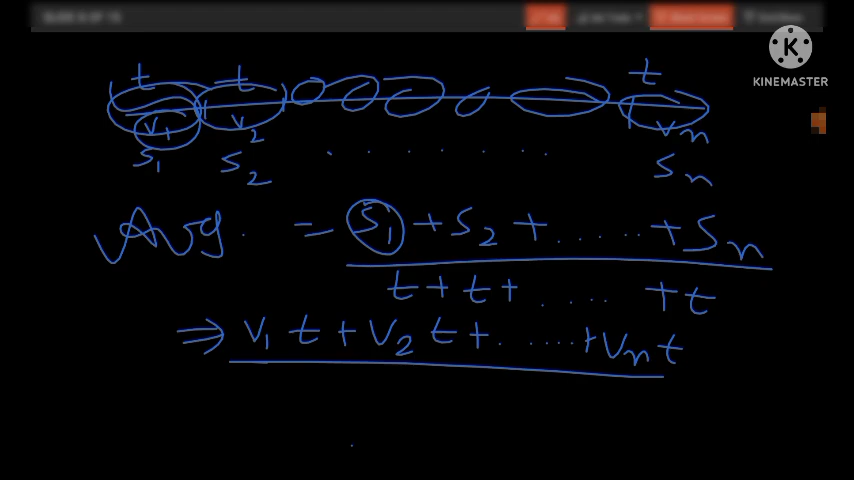 K
KINEMASTER
t t t
v₁ v₂ vₙ
s₁ s₂ . . . . . . . sₙ
Avg. = s₁ + s₂ + ...... + sₙ
t + t + ..... + t
⇒ v₁ t + v₂ t + ...... + vₙ t